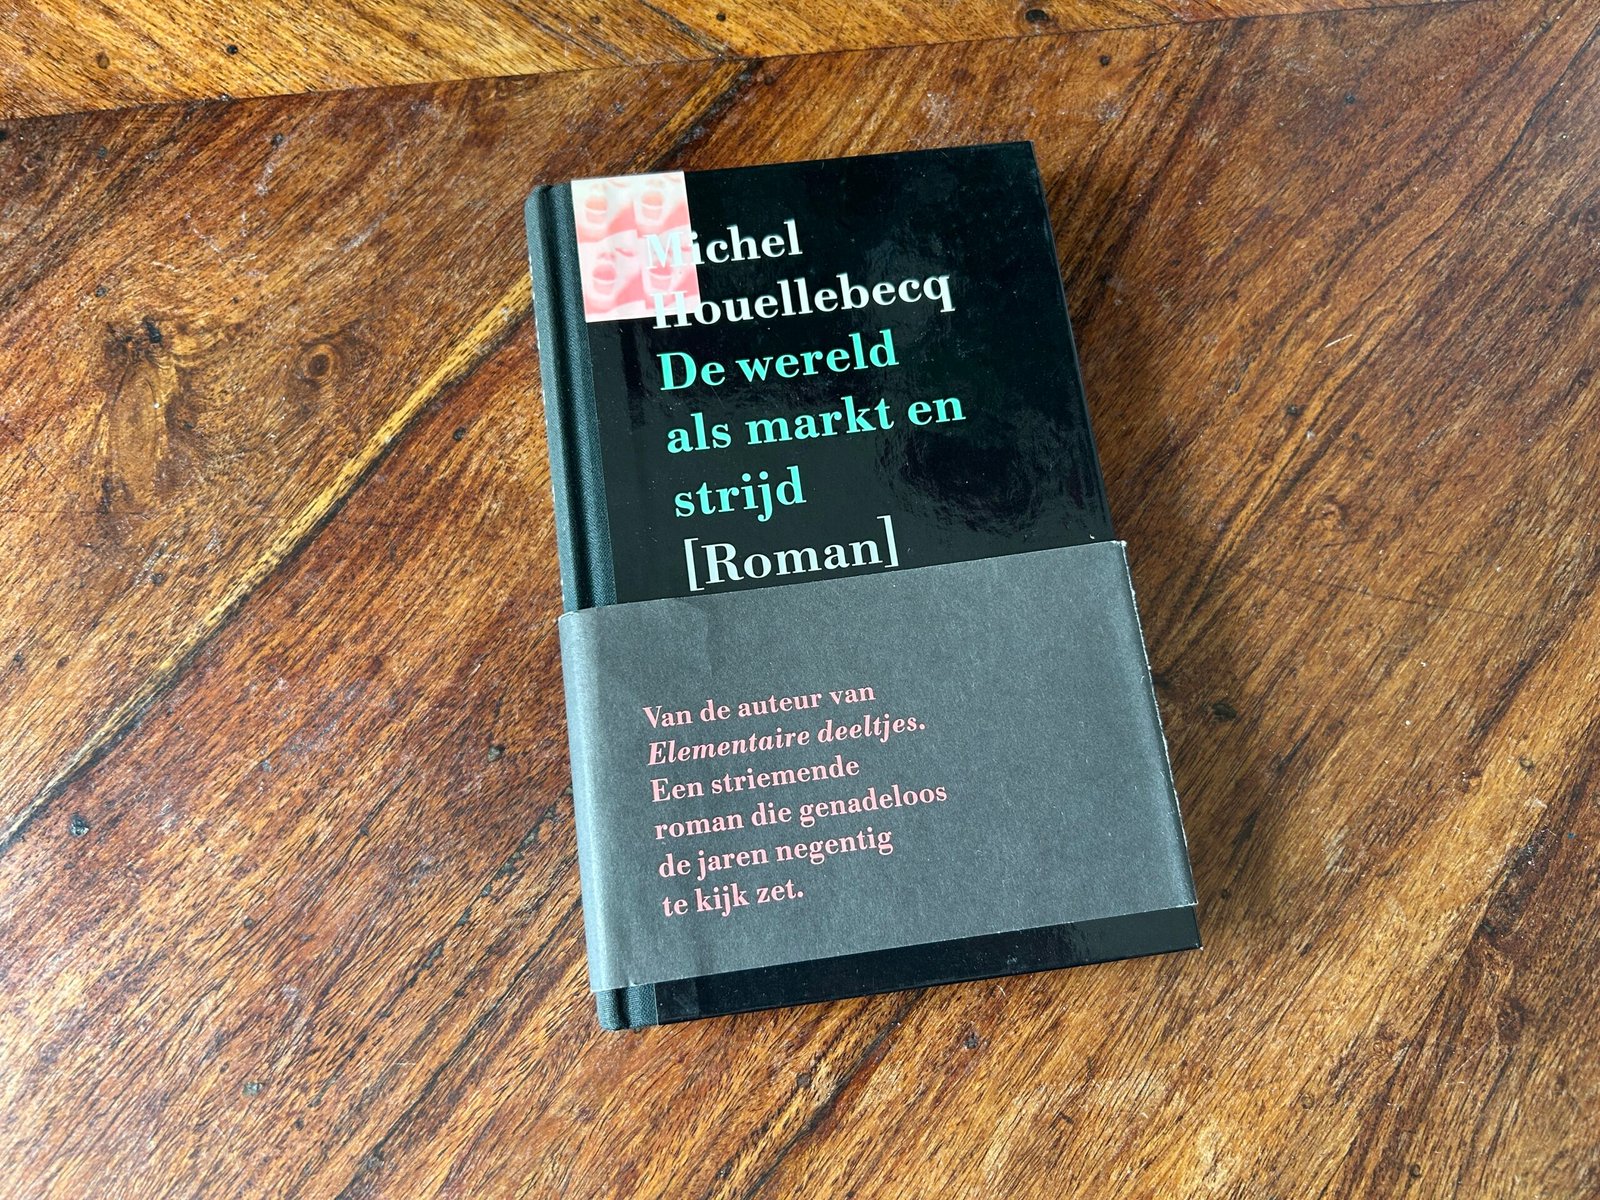 Michel
Houellebecq
De wereld
als markt en
strijd
[Roman]
Van de auteur van
Elementaire deeltjes.
Een striemende
roman die genadeloos
de jaren negentig
te kijk zet.